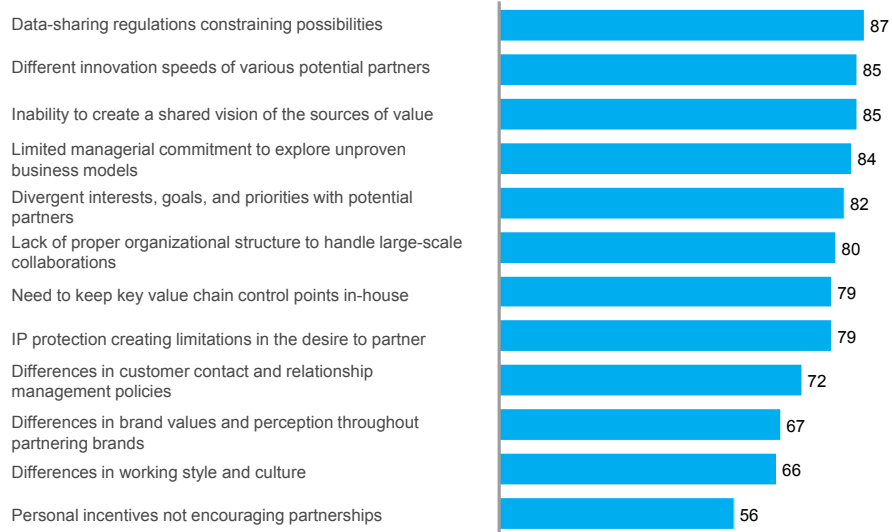 Data-sharing regulations constraining possibilities
87
Different innovation speeds of various potential partners
85
Inability to create a shared vision of the sources of value
85
Limited managerial commitment to explore unproven
business models
84
Divergent interests, goals, and priorities with potential
partners
82
Lack of proper organizational structure to handle large-scale
collaborations
80
Need to keep key value chain control points in-house
79
IP protection creating limitations in the desire to partner
79
Differences in customer contact and relationship
management policies
72
Differences in brand values and perception throughout
partnering brands
67
Differences in working style and culture
66
Personal incentives not encouraging partnerships
56